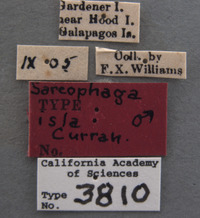 Gardener I.
near Hood I.
Galapagos Is.
IX·05
Coll. by
F.X. Williams
Sarcophaga
TYPE
isla ♂
Curran.
No.
California Academy
of Sciences
Type
No. 3810